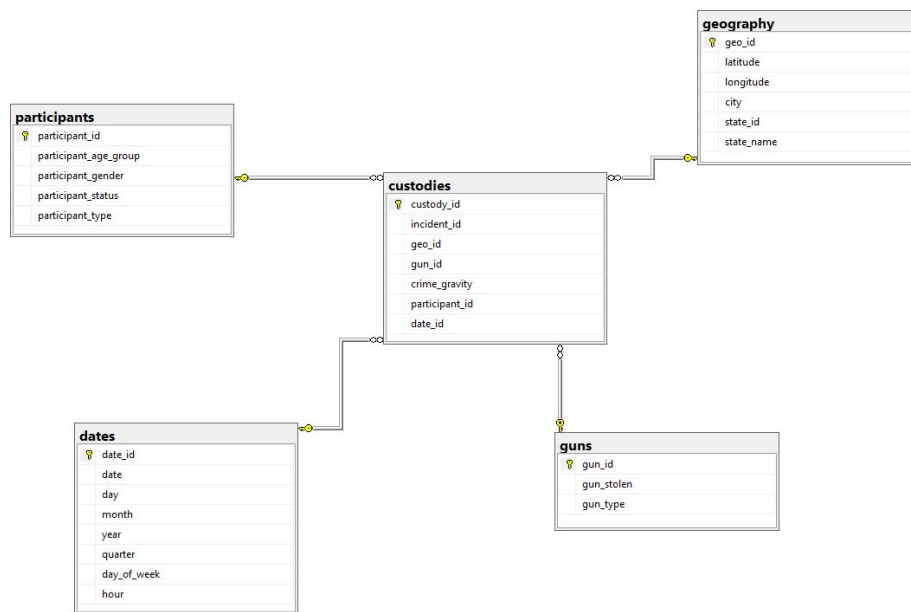 geography
geo_id
latitude
longitude
city
state_id
state_name
participants
participant_id
participant_age_group
participant_gender
participant_status
participant_type
custodies
custody_id
incident_id
geo_id
gun_id
crime_gravity
participant_id
date_id
dates
date_id
date
day
month
year
quarter
day_of_week
hour
guns
gun_id
gun_stolen
gun_type